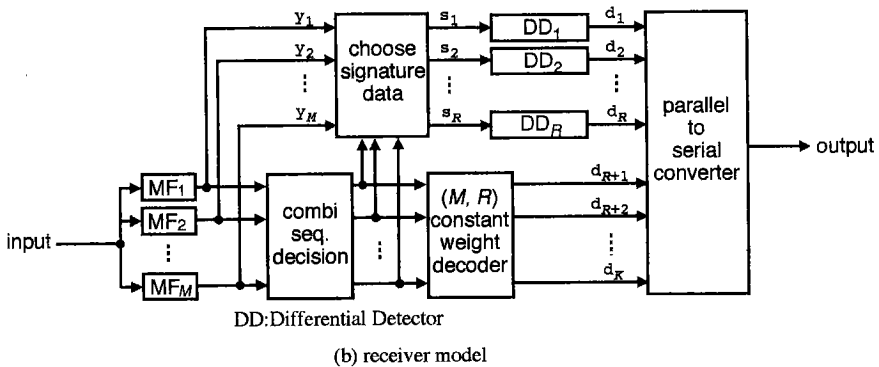 y1
y2
yM
choose
signature
data
s1
s2
sR
DD1
DD2
DDR
d1
d2
dR
parallel
to
serial
converter
output
input
MF1
MF2
MFM
combi
seq.
decision
(M, R)
constant
weight
decoder
dR+1
dR+2
dK
DD:Differential Detector
(b) receiver model